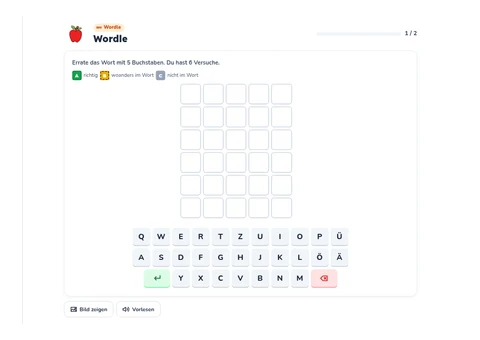 Wordle
Wordle
1 / 2
Errate das Wort mit 5 Buchstaben. Du hast 6 Versuche.
A richtig B woanders im Wort C nicht im Wort
Q W E R T Z U I O P Ü
A S D F G H J K L Ö Ä
Y X C V B N M
Bild zeigen Vorlesen